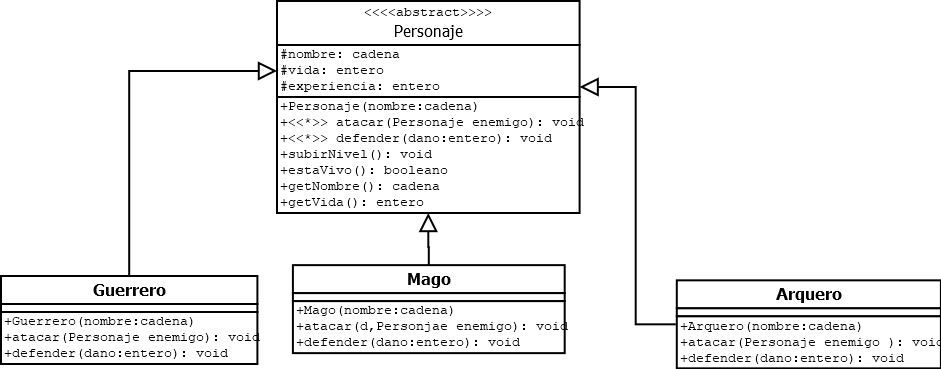 <<<<abstract>>>>
Personaje
#nombre: cadena
#vida: entero
#experiencia: entero
+Personaje(nombre:cadena)
+<<*>> atacar(Personaje enemigo): void
+<<*>> defender(dano:entero): void
+subirNivel(): void
+estaVivo(): booleano
+getNombre(): cadena
+getVida(): entero
Guerrero
+Guerrero(nombre:cadena)
+atacar(Personaje enemigo): void
+defender(dano:entero): void
Mago
+Mago(nombre:cadena)
+atacar(d,Personjae enemigo): void
+defender(dano:entero): void
Arquero
+Arquero(nombre:cadena)
+atacar(Personaje enemigo ): void
+defender(dano:entero): void